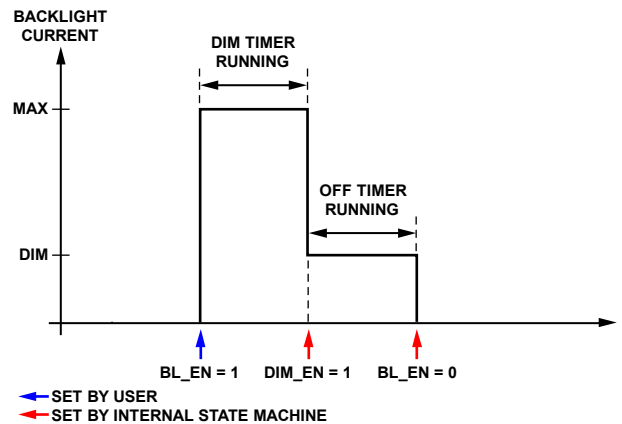 BACKLIGHT
CURRENT
DIM TIMER
RUNNING
MAX
OFF TIMER
RUNNING
DIM
BL_EN = 1 DIM_EN = 1 BL_EN = 0
SET BY USER
SET BY INTERNAL STATE MACHINE